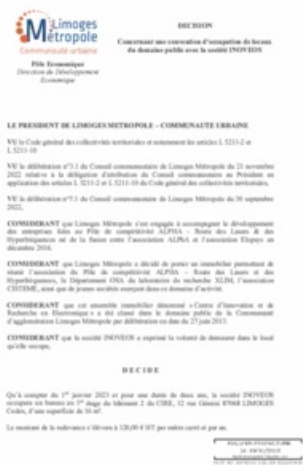 Limoges
Métropole
Communauté urbaine
Pôle Economique
Direction du Développement
Economique
DECISION
Concernant une convention d'occupation de locaux
du domaine public avec la société INOVEOS
LE PRESIDENT DE LIMOGES METROPOLE – COMMUNAUTE URBAINE
VU le Code général des collectivités territoriales et notamment les articles L 5211-2 et
L 5211-10
VU la délibération n°3.1 du Conseil communautaire de Limoges Métropole du 21 novembre
2022 relative à la délégation d'attribution du Conseil communautaire au Président en
application des articles L 5211-2 et L 5211-10 du Code général des collectivités territoriales,
VU la délibération n°7.1 du Conseil communautaire de Limoges Métropole du 30 septembre
2022,
CONSIDERANT que Limoges Métropole s'est engagée à accompagner le développement
des entreprises liées au Pôle de compétitivité ALPHA – Route des Lasers & des
Hyperfréquences né de la fusion entre l'association ALPhA et l'association Elopsys en
2016.
CONSIDERANT que Limoges Métropole a décidé de porter un immobilier permettant de
réunir l'association du Pôle de compétitivité ALPHA – Route des Lasers et des
Hyperfréquences, le Département OSA du laboratoire de recherche XLIM, l'association
CISTEME, ainsi que de jeunes sociétés exerçant dans ce domaine d'activité.
CONSIDERANT que cet ensemble immobilier dénommé « Centre d'Innovation et de
Recherche en Electronique » a été classé dans le domaine public de la Communauté
d'agglomération Limoges Métropole par délibération en date du 27 juin 2013.
CONSIDERANT que la société INOVEOS a exprimé la volonté de demeurer dans le local
qu'elle occupe,
DECIDE
Qu'à compter du 1er janvier 2023 et pour une durée de deux ans, la société INOVEOS
occupera un bureau au 1er étage du bâtiment 2 du CIRE, 12 rue Gémini 87068 LIMOGES
Cedex, d'une superficie de 16 m².
Le montant de la redevance s'élèvera à 120,00 € HT par mètre carré et par an.